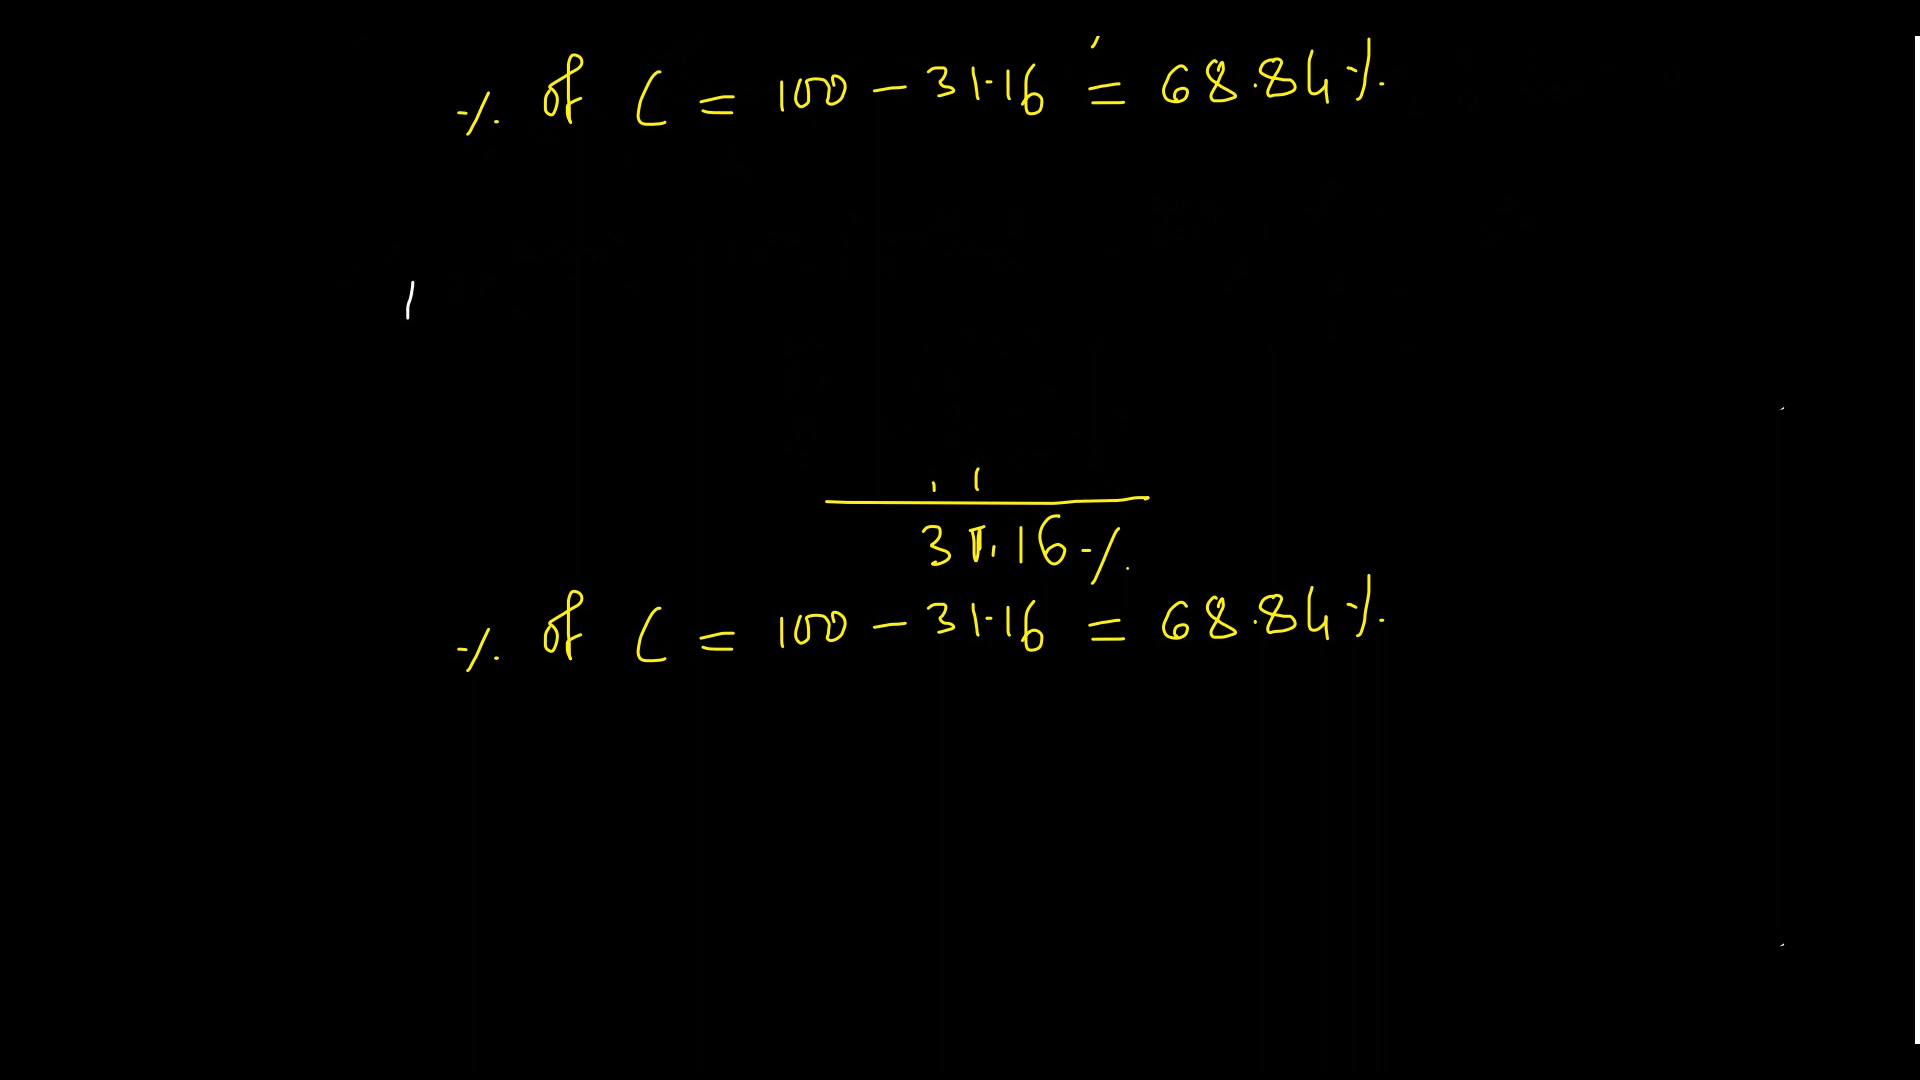 % of C = 100 - 31.16 = 68.84%
31.16%
% of C = 100 - 31.16 = 68.84%